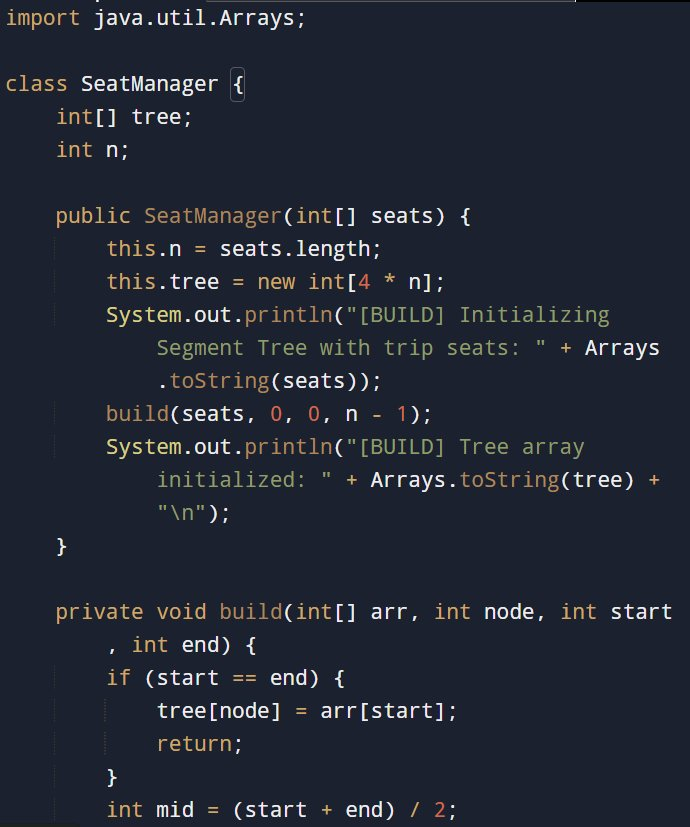 import java.util.Arrays;
class SeatManager {
int[] tree;
int n;
public SeatManager(int[] seats) {
this.n = seats.length;
this.tree = new int[4 * n];
System.out.println("[BUILD] Initializing
Segment Tree with trip seats: " + Arrays
.toString(seats));
build(seats, 0, 0, n - 1);
System.out.println("[BUILD] Tree array
initialized: " + Arrays.toString(tree) +
"\n");
}
private void build(int[] arr, int node, int start
, int end) {
if (start == end) {
tree[node] = arr[start];
return;
}
int mid = (start + end) / 2;